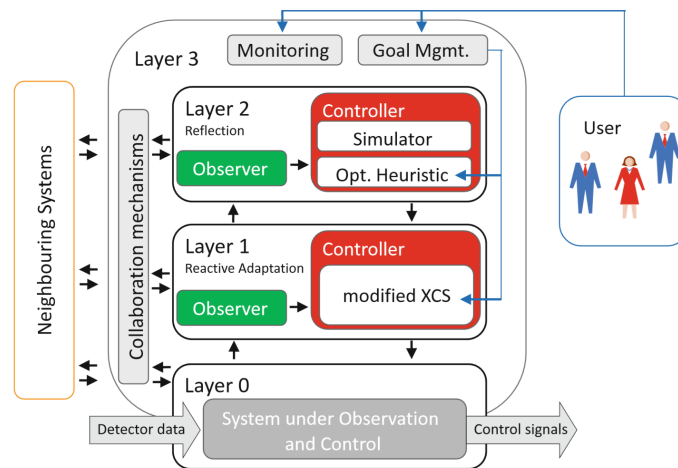 Monitoring
Goal Mgmt.
Layer 3
Neighbouring Systems
Collaboration mechanisms
Layer 2
Reflection
Observer
Controller
Simulator
Opt. Heuristic
User
Layer 1
Reactive Adaptation
Observer
Controller
modified XCS
Layer 0
Detector data
System under Observation
and Control
Control signals